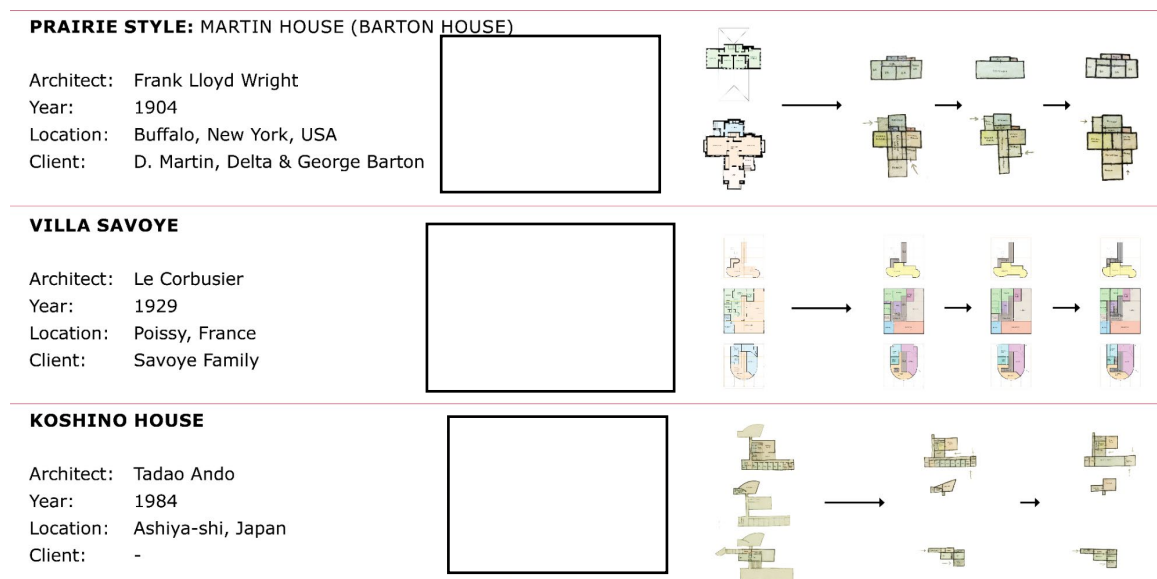 PRAIRIE STYLE: MARTIN HOUSE (BARTON HOUSE)
Architect: Frank Lloyd Wright
Year: 1904
Location: Buffalo, New York, USA
Client: D. Martin, Delta & George Barton
VILLA SAVOYE
Architect: Le Corbusier
Year: 1929
Location: Poissy, France
Client: Savoye Family
KOSHINO HOUSE
Architect: Tadao Ando
Year: 1984
Location: Ashiya-shi, Japan
Client: -